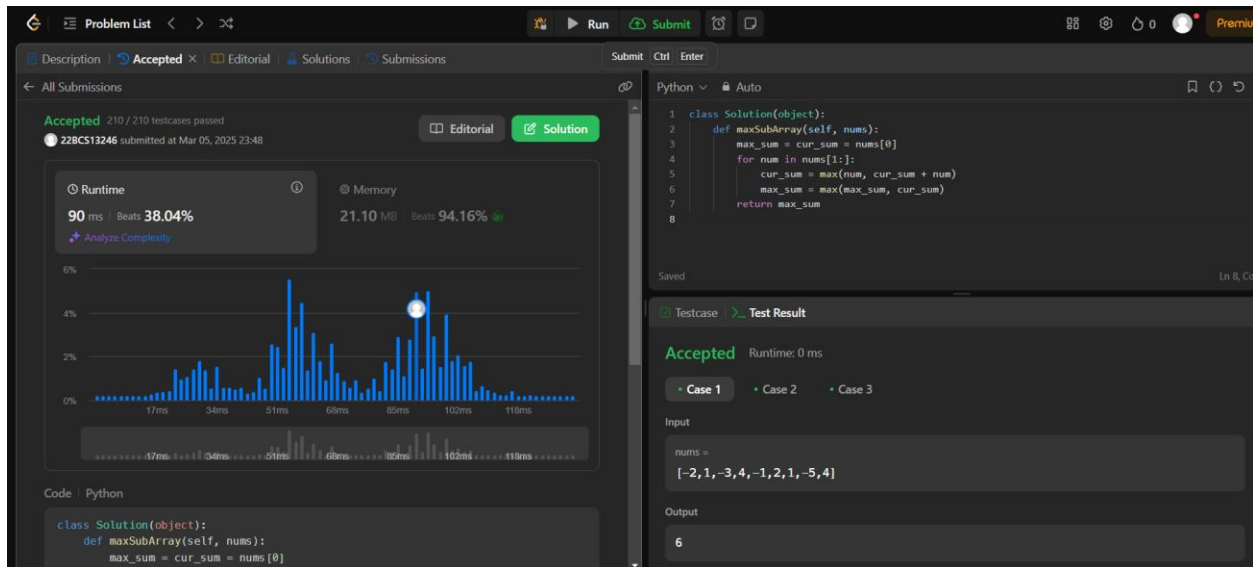 Problem List
Run
Submit
0
Premiu
Description
Accepted
Editorial
Solutions
Submissions
Submit Ctrl Enter
All Submissions
Accepted 210 / 210 testcases passed
22BCS13246 submitted at Mar 05, 2025 23:48
Editorial
Solution
Runtime
90 ms Beats 38.04%
Analyze Complexity
Memory
21.10 MB Beats 94.16%
6%
4%
2%
0%
17ms 34ms 51ms 68ms 85ms 102ms 118ms
17ms 34ms 51ms 68ms 85ms 102ms 118ms
Code Python
class Solution(object):
def maxSubArray(self, nums):
max_sum = cur_sum = nums[0]
Python Auto
1 class Solution(object):
2 def maxSubArray(self, nums):
3 max_sum = cur_sum = nums[0]
4 for num in nums[1:]:
5 cur_sum = max(num, cur_sum + num)
6 max_sum = max(max_sum, cur_sum)
7 return max_sum
8
Saved
Ln 8, Co
Testcase
>_ Test Result
Accepted Runtime: 0 ms
• Case 1 • Case 2 • Case 3
Input
nums =
[-2,1,-3,4,-1,2,1,-5,4]
Output
6